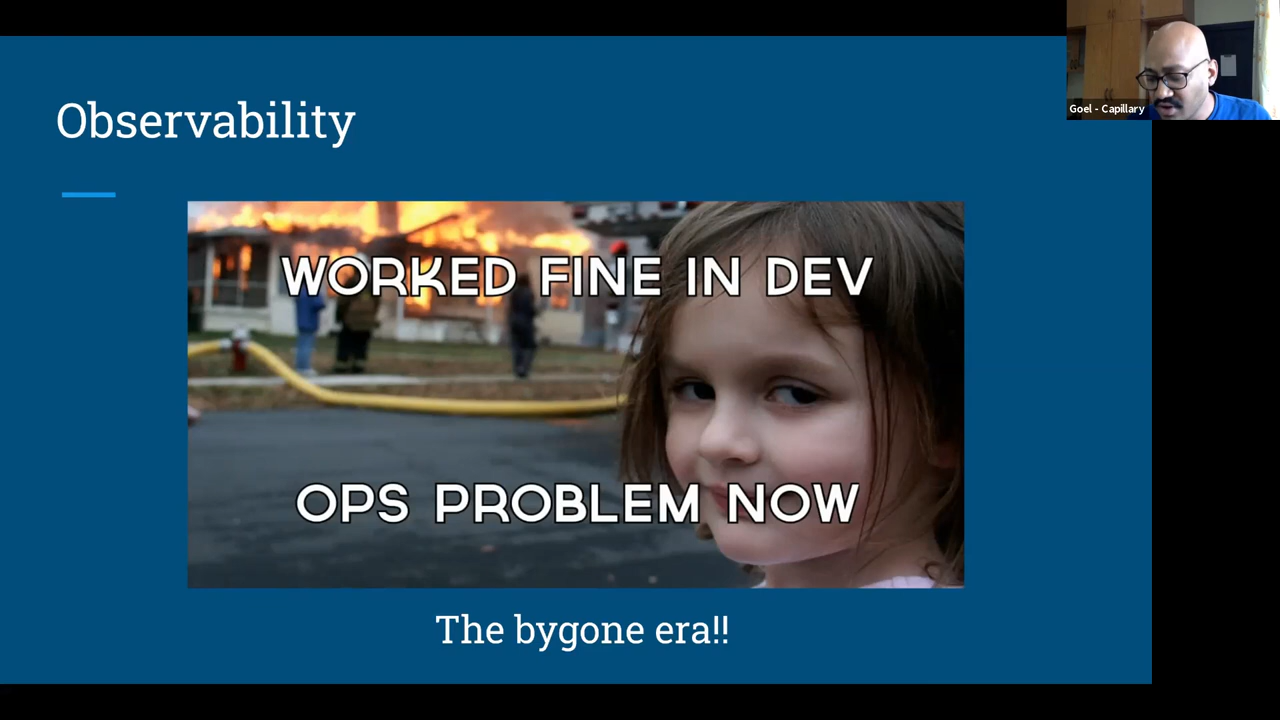 Observability
Goel - Capillary
WORKED FINE IN DEV
OPS PROBLEM NOW
The bygone era!!